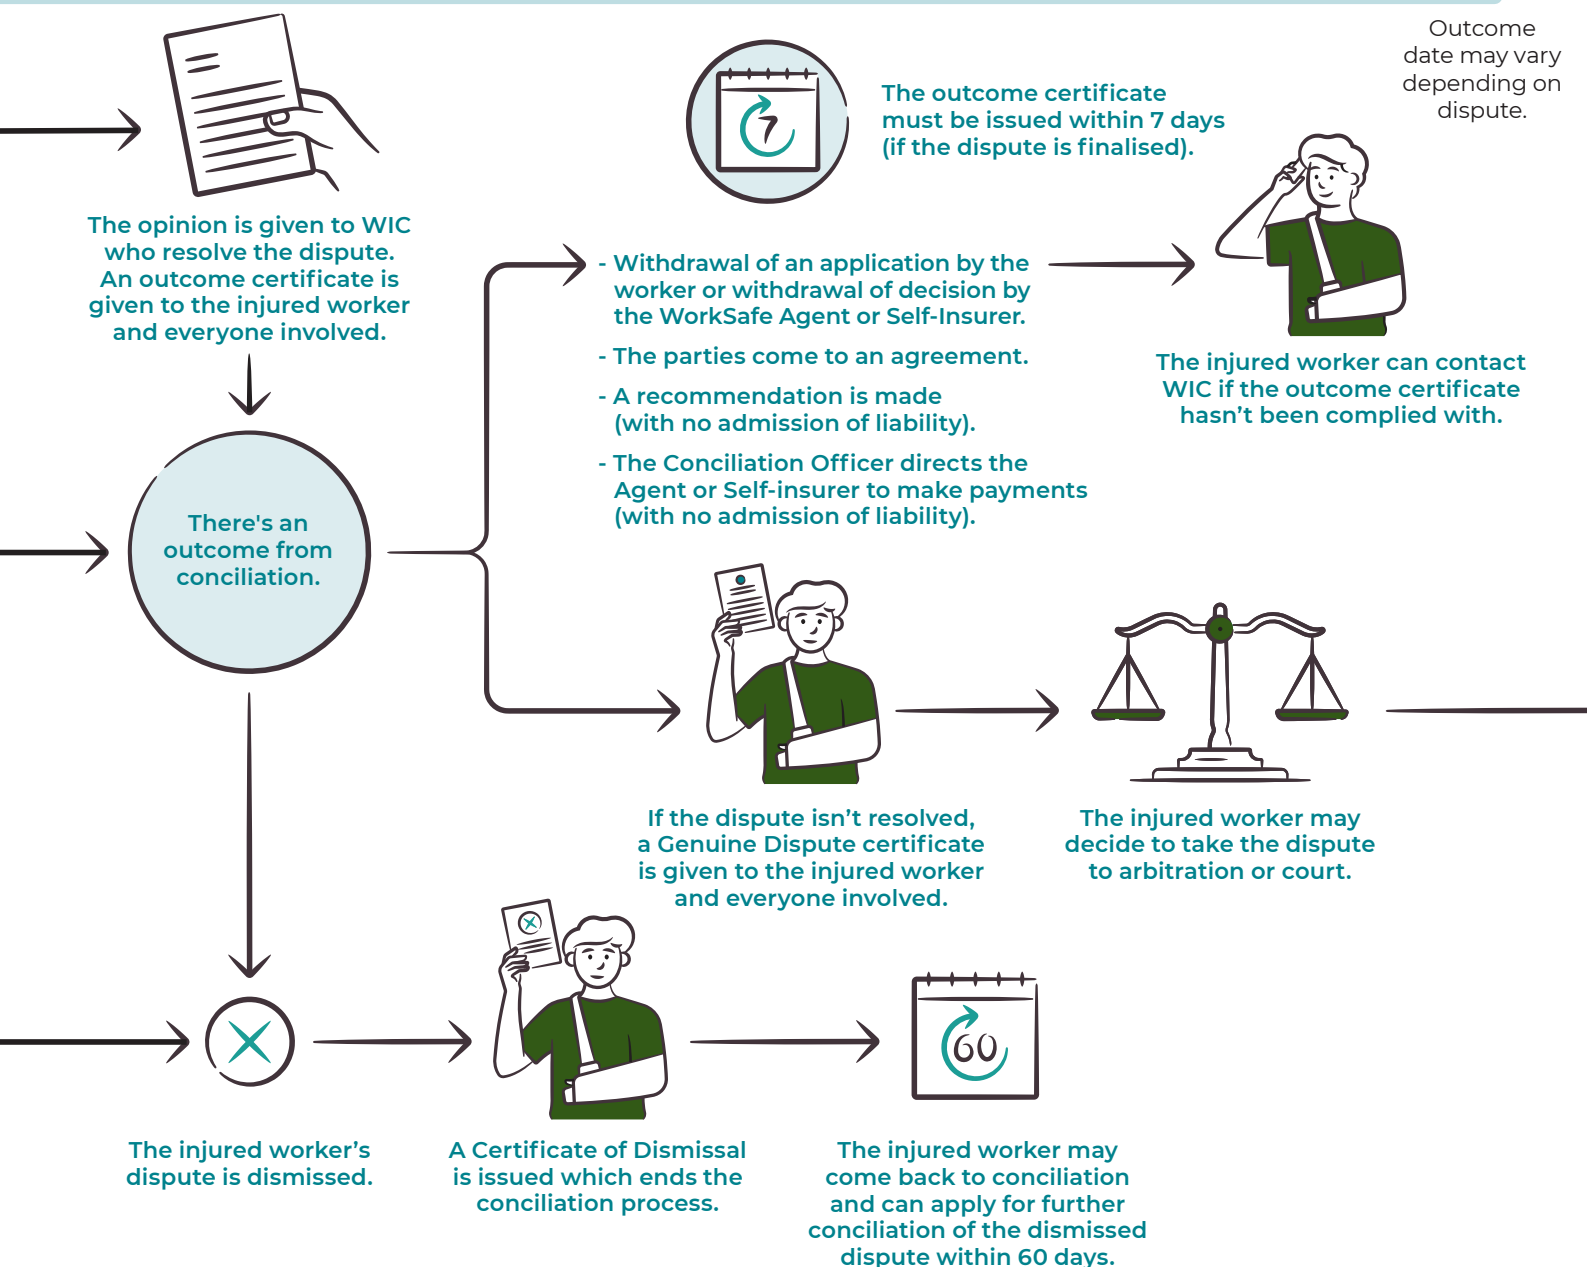 Outcome
date may vary
depending on
dispute.
The opinion is given to WIC
who resolve the dispute.
An outcome certificate is
given to the injured worker
and everyone involved.
7
The outcome certificate
must be issued within 7 days
(if the dispute is finalised).
There's an
outcome from
conciliation.
- Withdrawal of an application by the
worker or withdrawal of decision by
the WorkSafe Agent or Self-Insurer.
- The parties come to an agreement.
- A recommendation is made
(with no admission of liability).
- The Conciliation Officer directs the
Agent or Self-insurer to make payments
(with no admission of liability).
The injured worker can contact
WIC if the outcome certificate
hasn’t been complied with.
If the dispute isn’t resolved,
a Genuine Dispute certificate
is given to the injured worker
and everyone involved.
The injured worker may
decide to take the dispute
to arbitration or court.
The injured worker’s
dispute is dismissed.
A Certificate of Dismissal
is issued which ends the
conciliation process.
60
The injured worker may
come back to conciliation
and can apply for further
conciliation of the dismissed
dispute within 60 days.